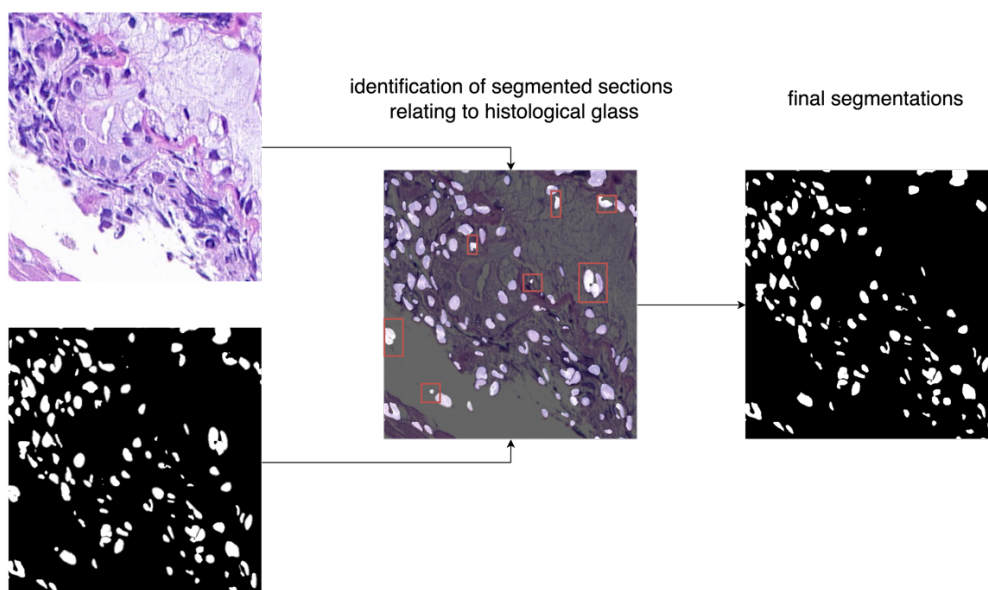 identification of segmented sections
relating to histological glass
final segmentations